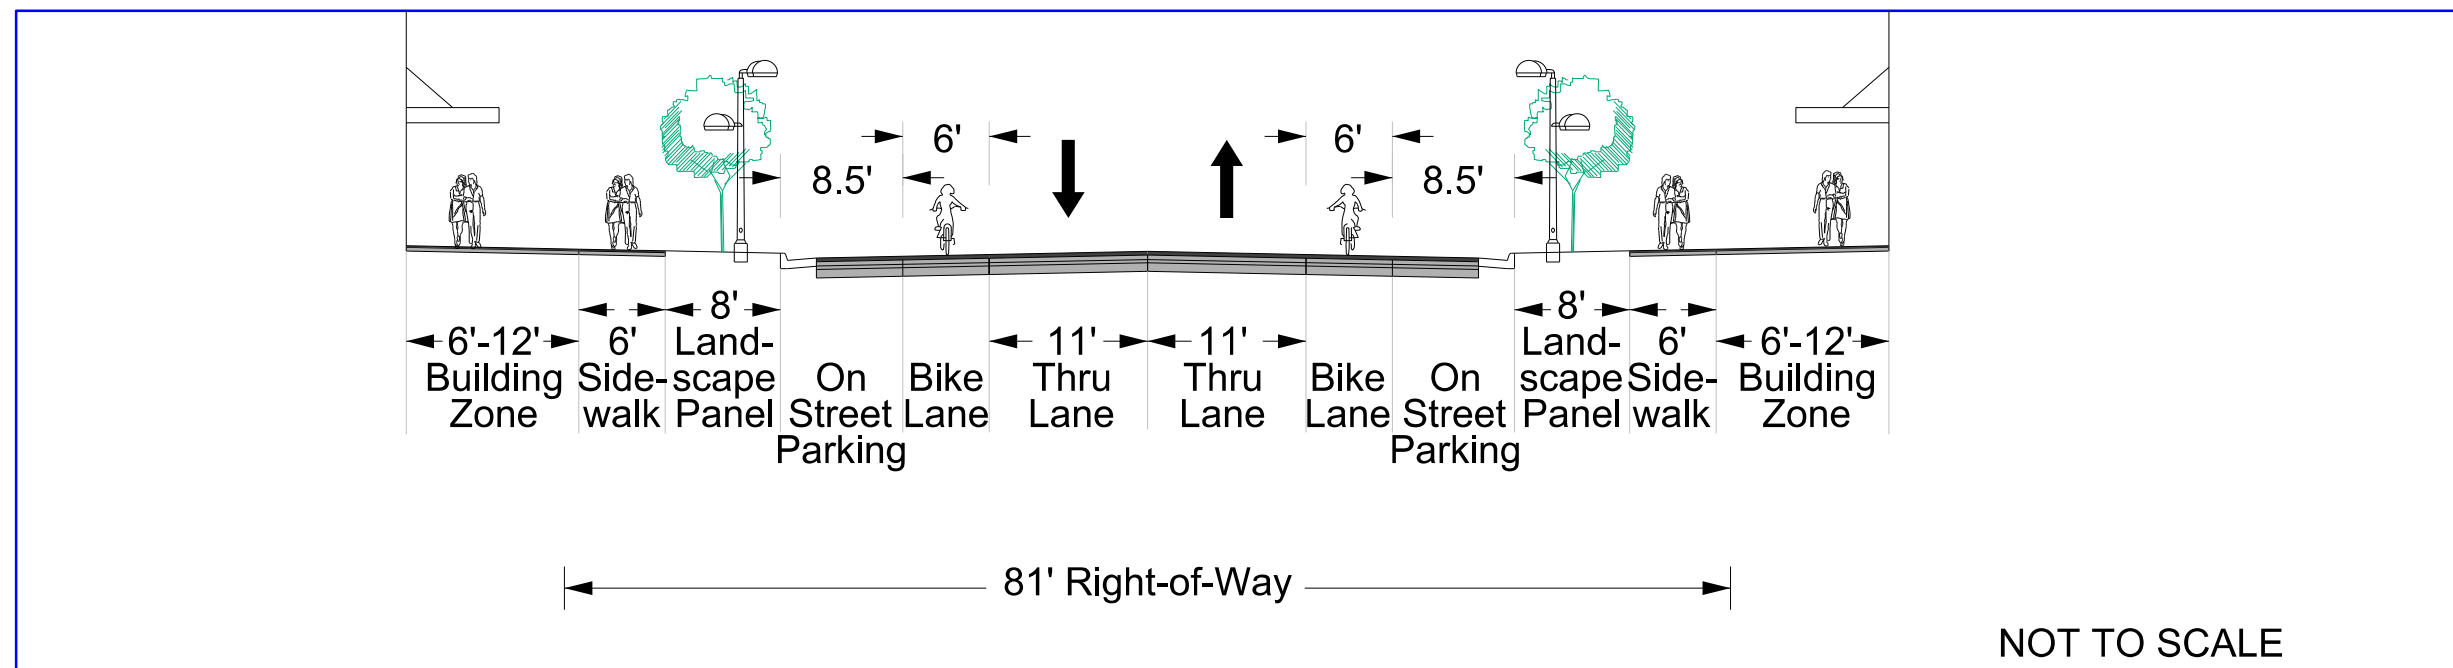 6'
6'
8.5'
8.5'
8'
8'
6'-12'
6'
Land-
11'
11'
Land-
6'
6'-12'
Building
Side-
scape
On
Bike
Thru
Thru
Bike
On
scape
Side-
Building
Zone
walk
Panel
Street
Lane
Lane
Lane
Lane
Street
Panel
walk
Zone
Parking
Parking
81' Right-of-Way
NOT TO SCALE